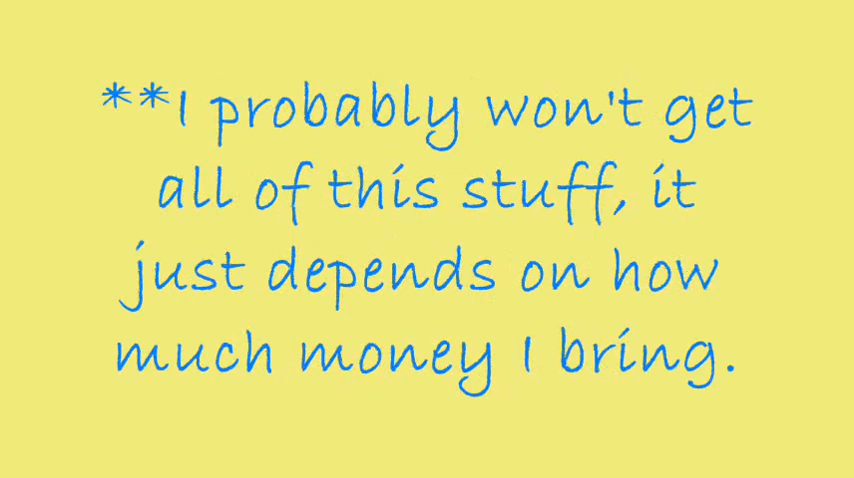 **I probably won't get
all of this stuff, it
just depends on how
much money I bring.